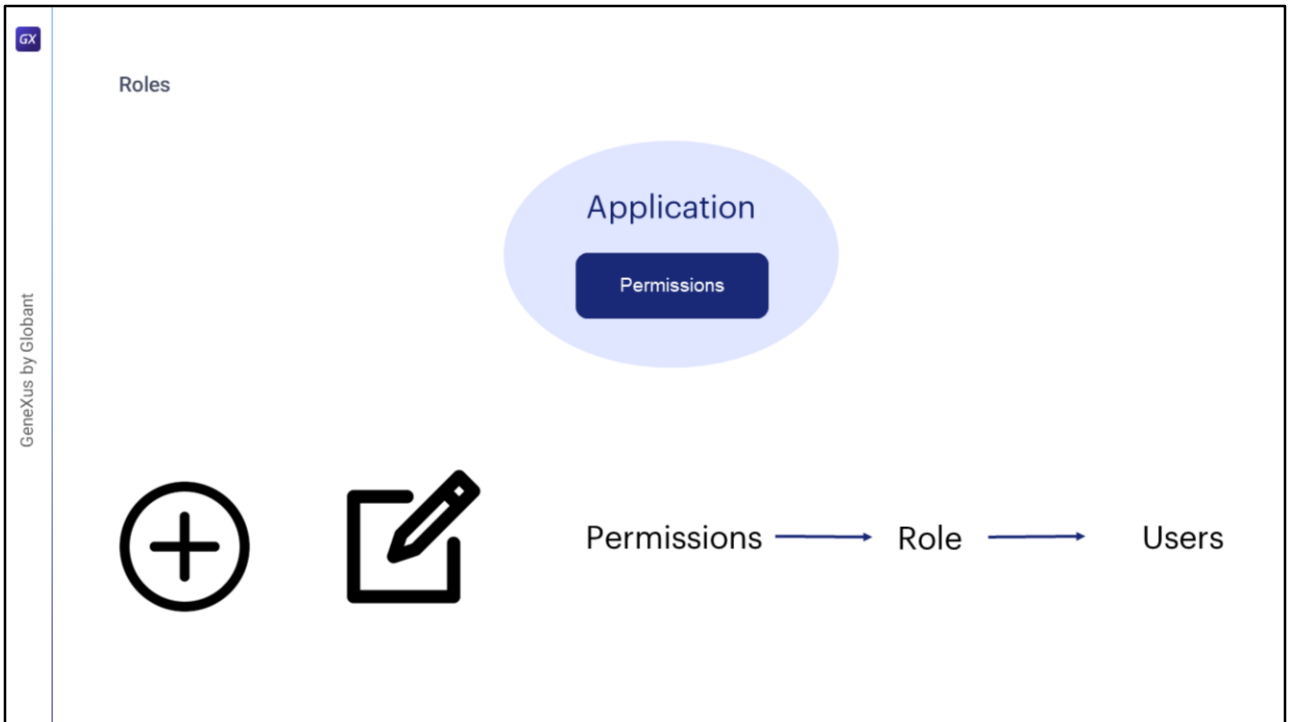 GX
Roles
Application
Permissions
Permissions Role Users
GeneXus by Globant